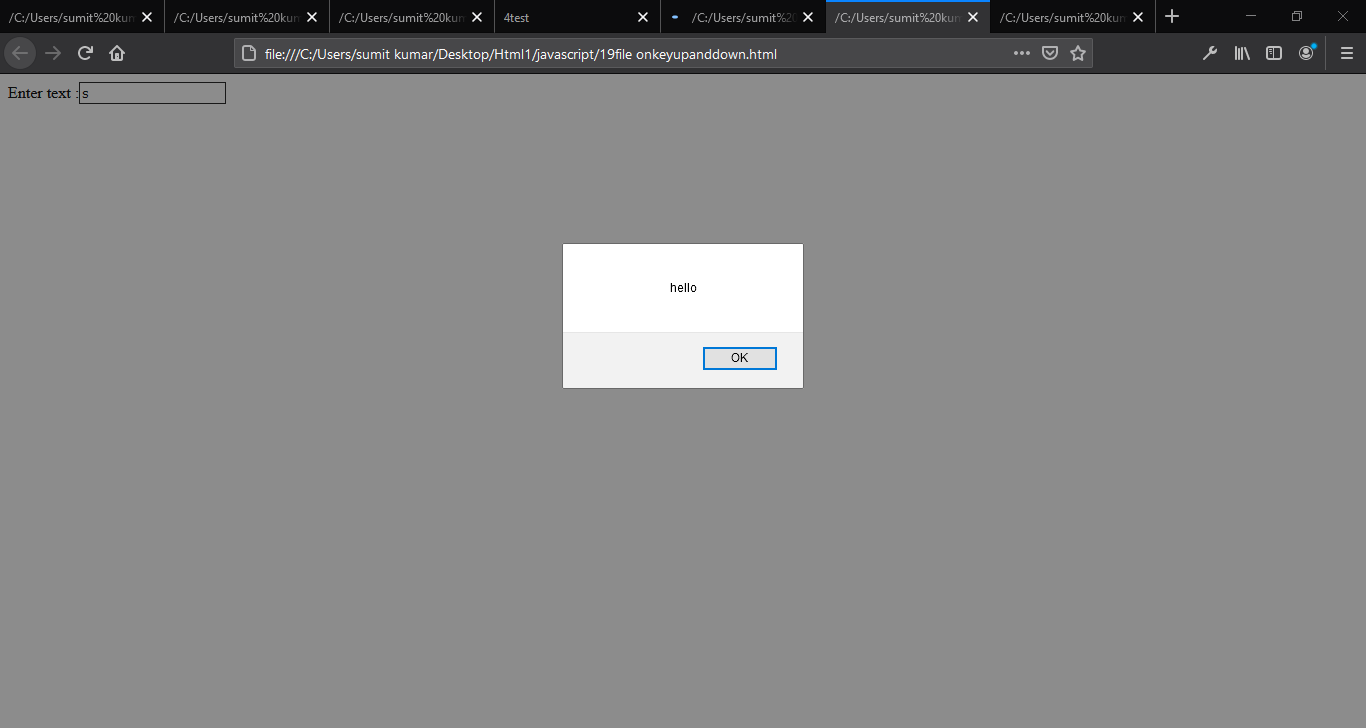 /C:/Users/sumit%20kum /C:/Users/sumit%20kum /C:/Users/sumit%20kum 4test /C:/Users/sumit%20 /C:/Users/sumit%20kum /C:/Users/sumit%20kum
file:///C:/Users/sumit kumar/Desktop/Html1/javascript/19file onkeyupanddown.html
Enter text :s
hello
OK